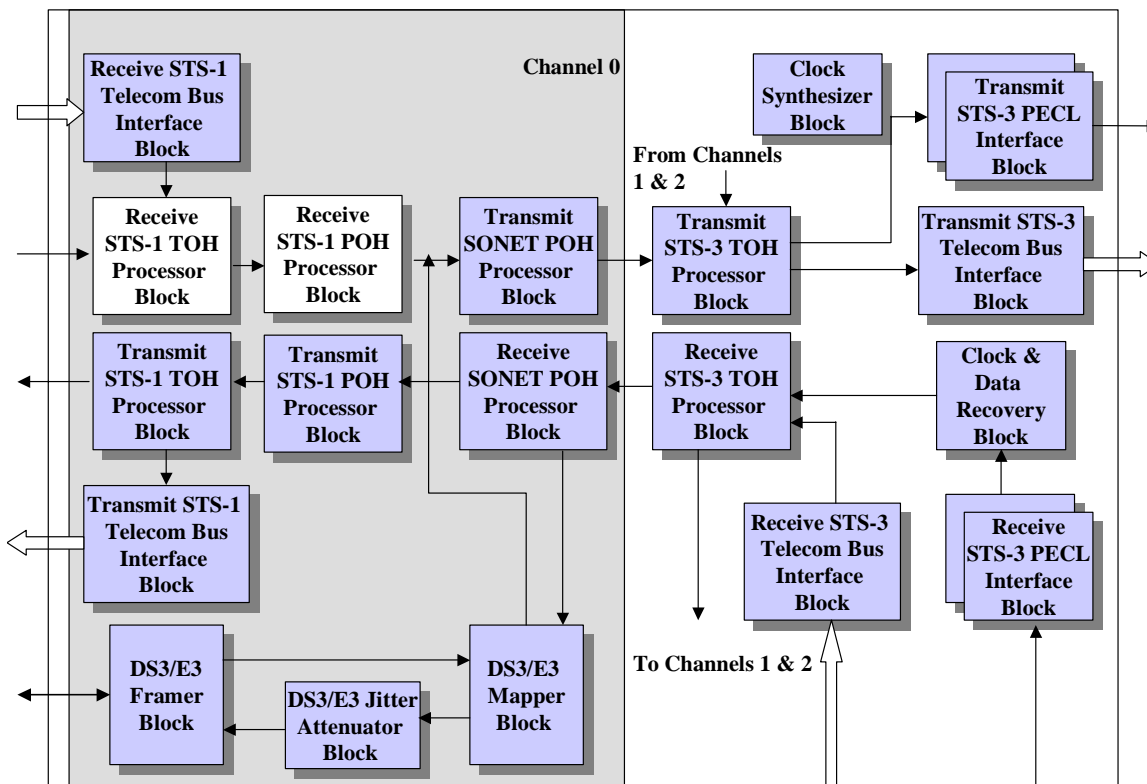 Receive STS-1
Telecom Bus
Interface
Block
Channel 0
Clock
Synthesizer
Block
Transmit
STS-3 PECL
Interface
Block
From Channels
1 & 2
Receive
STS-1 TOH
Processor
Block
Receive
STS-1 POH
Processor
Block
Transmit
SONET POH
Processor
Block
Transmit
STS-3 TOH
Processor
Block
Transmit STS-3
Telecom Bus
Interface
Block
Transmit
STS-1 TOH
Processor
Block
Transmit
STS-1 POH
Processor
Block
Receive
SONET POH
Processor
Block
Receive
STS-3 TOH
Processor
Block
Clock &
Data
Recovery
Block
Transmit STS-1
Telecom Bus
Interface
Block
Receive STS-3
Telecom Bus
Interface
Block
Receive
STS-3 PECL
Interface
Block
To Channels 1 & 2
DS3/E3
Framer
Block
DS3/E3 Jitter
Attenuator
Block
DS3/E3
Mapper
Block